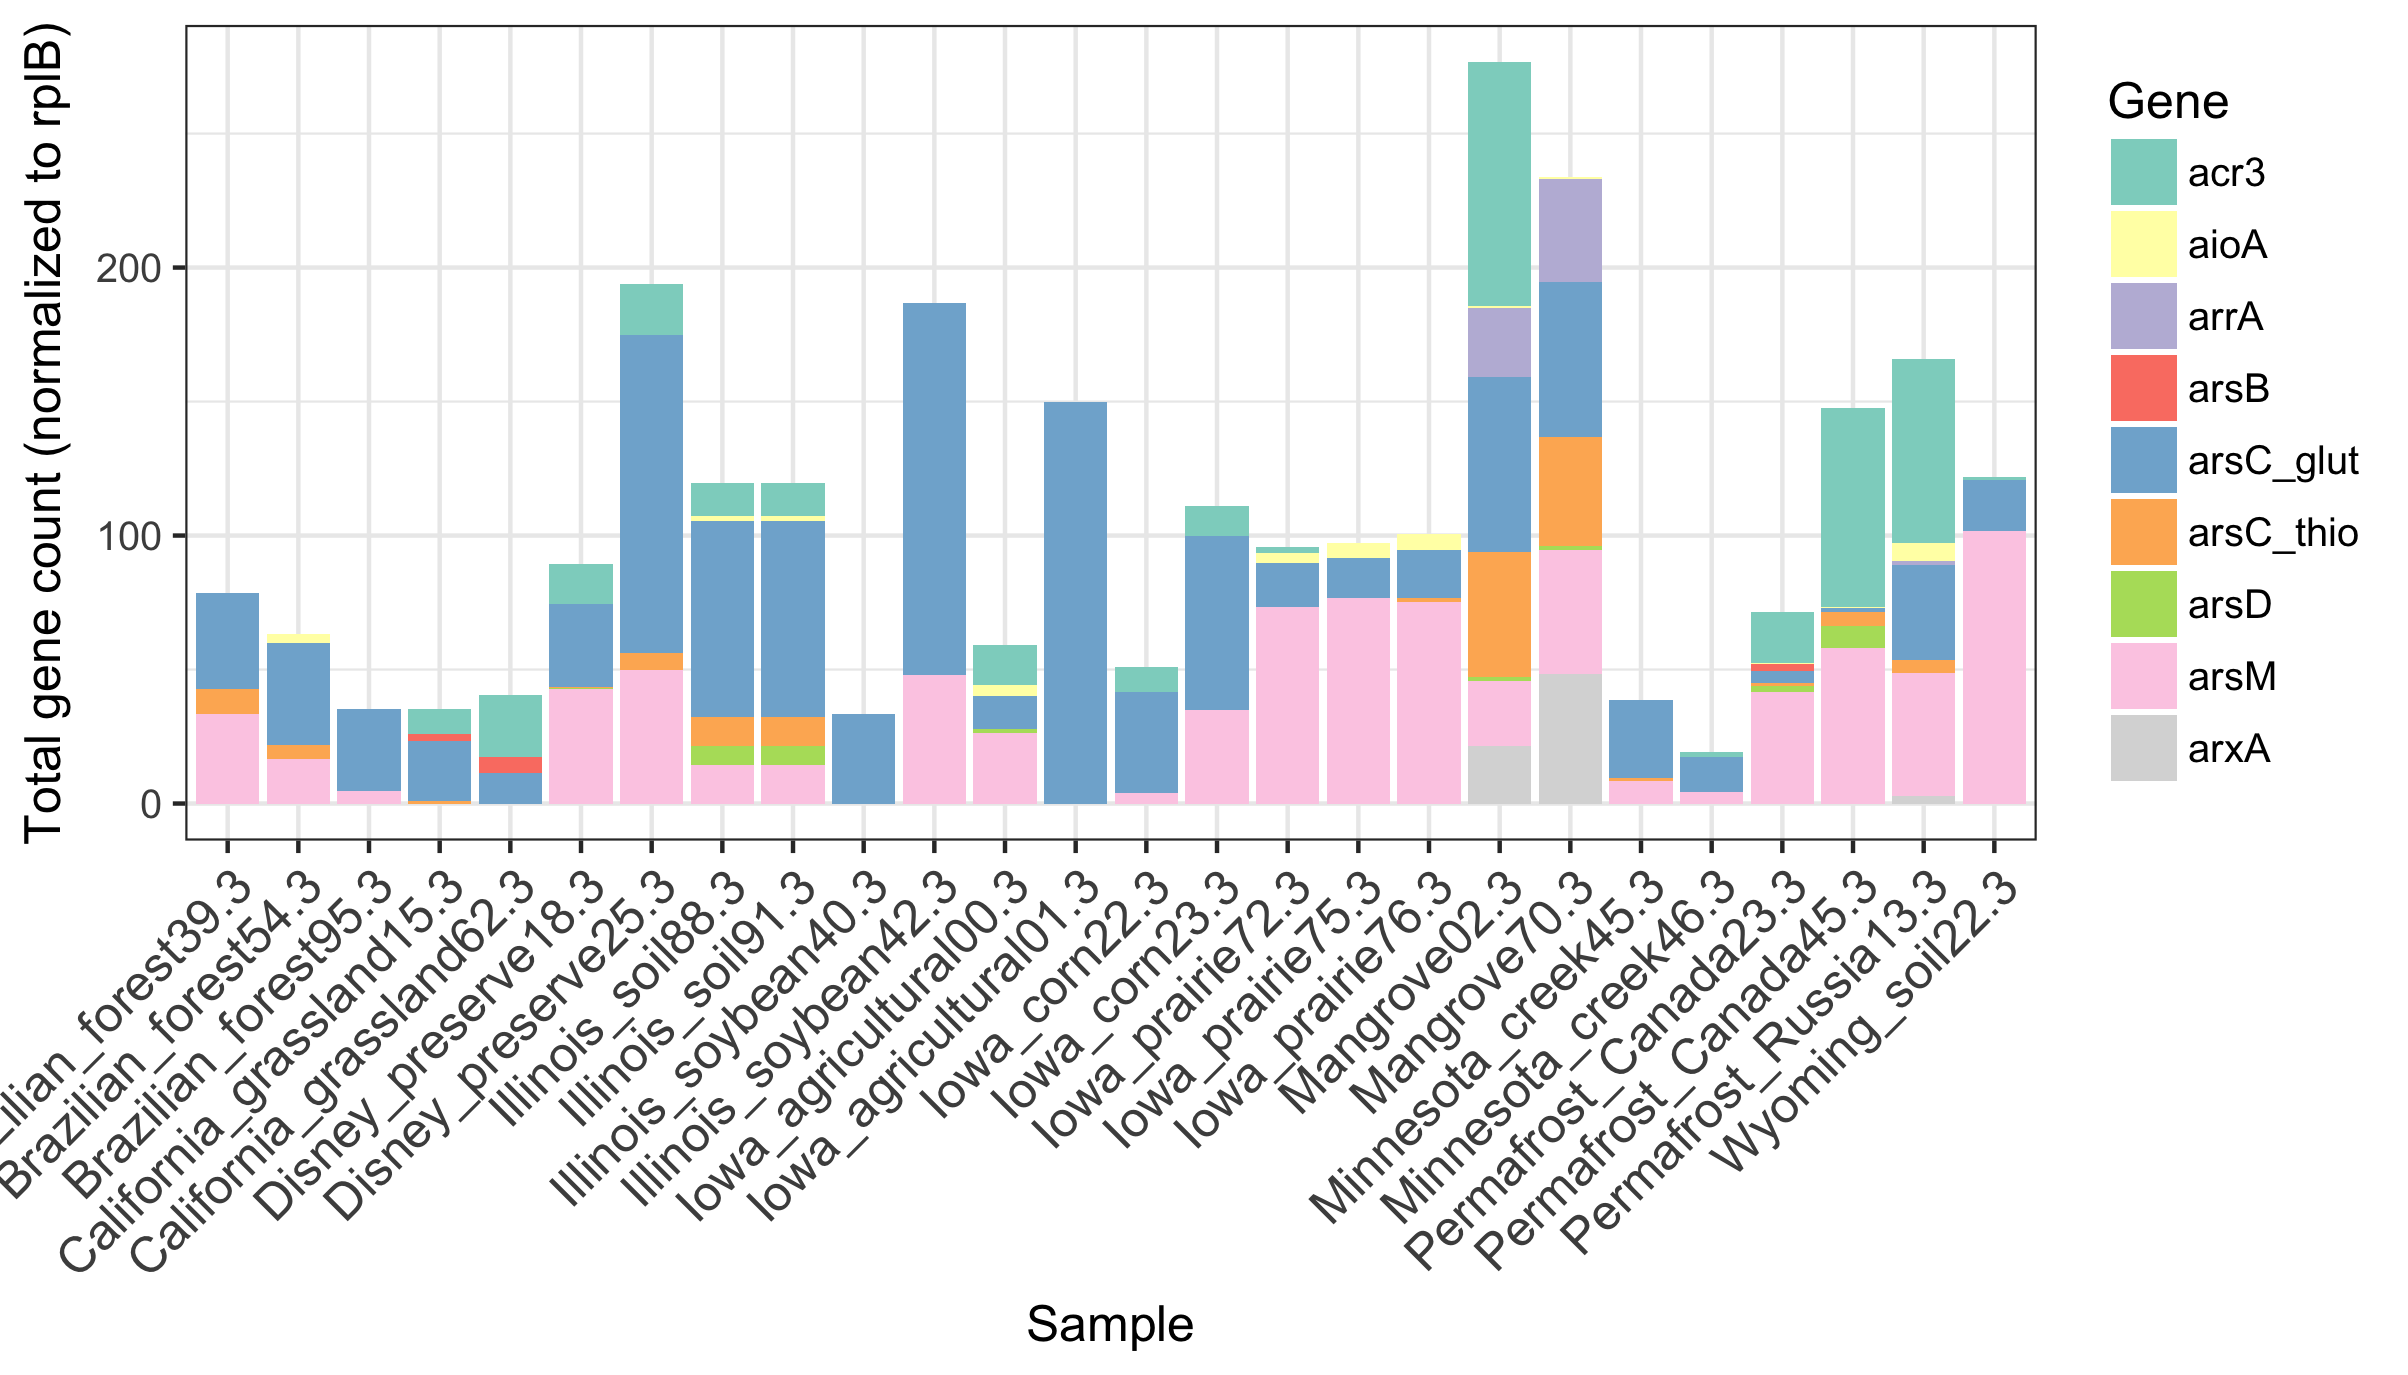 Total gene count (normalized to rplB)
200
100
0
_forest39.3
Brazilian_forest54.3
Brazilian_forest95.3
California_grassland15.3
California_grassland62.3
Disney_preserve18.3
Disney_preserve25.3
Illinois_soil88.3
Illinois_soil91.3
Illinois_soybean40.3
Illinois_soybean42.3
Iowa_agricultural00.3
Iowa_agricultural01.3
Iowa_corn22.3
Iowa_corn23.3
Iowa_prairie72.3
Iowa_prairie75.3
Iowa_prairie76.3
Mangrove02.3
Mangrove70.3
Minnesota_creek45.3
Minnesota_creek46.3
Permafrost_Canada23.3
Permafrost_Canada45.3
Permafrost_Russia13.3
Wyoming_soil22.3
Sample
Gene
acr3
aioA
arrA
arsB
arsC_glut
arsC_thio
arsD
arsM
arxA